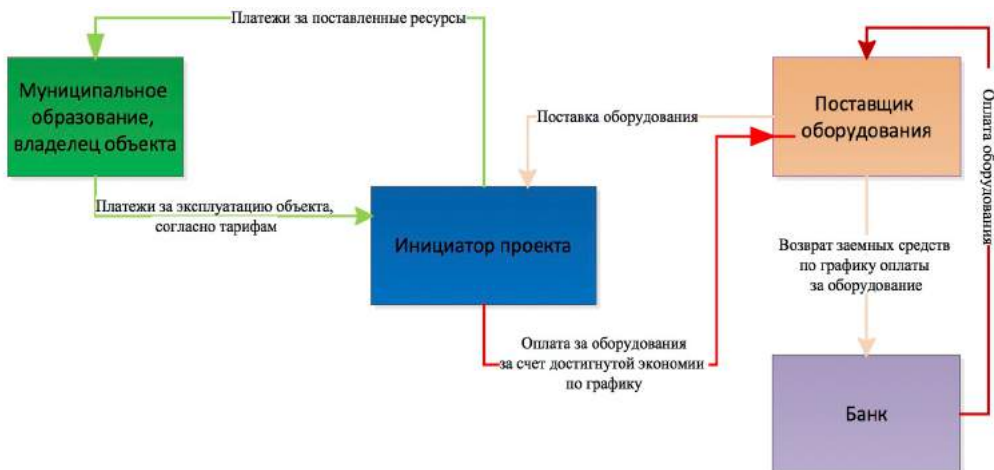 Платежи за поставленные ресурсы
Муниципальное
образование,
владелец объекта
Поставщик
оборудования
Оплата оборудования
Поставка оборудования
Платежи за эксплуатацию объекта,
согласно тарифам
Инициатор проекта
Возврат заемных средств
по графику оплаты
за оборудование
Оплата за оборудования
за счет достигнутой экономии
по графику
Банк